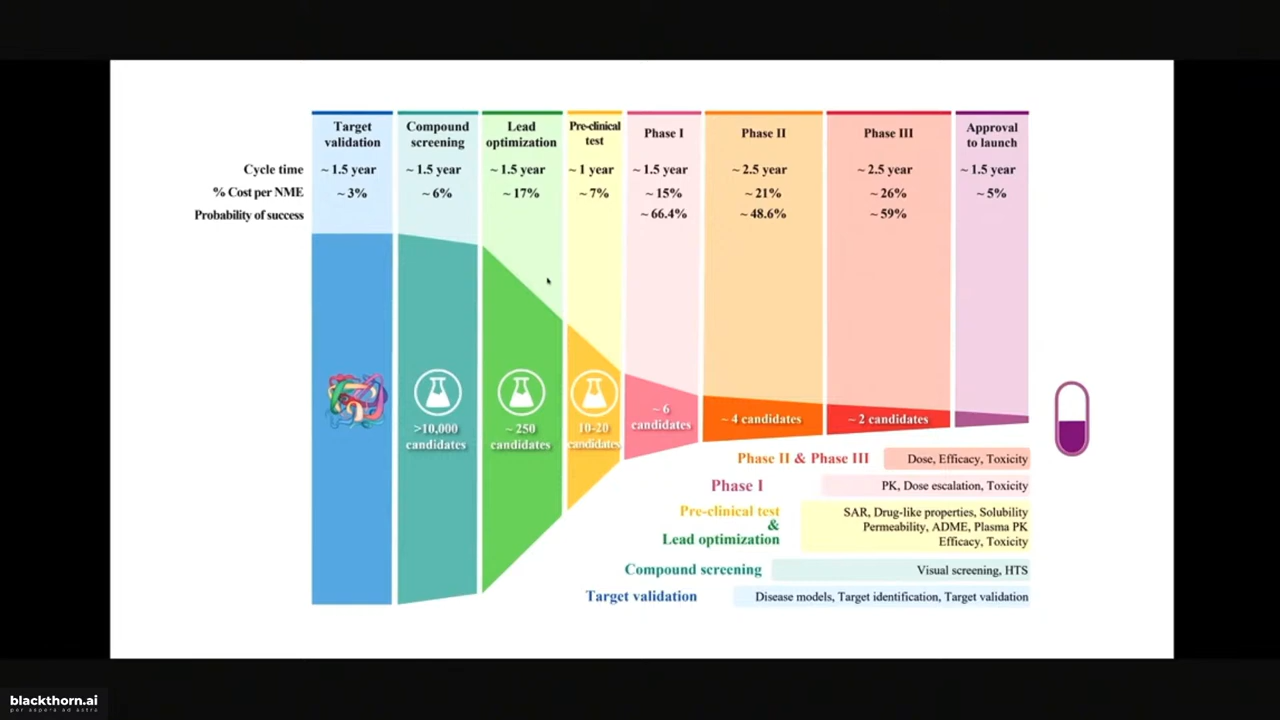 Target validation
Compound screening
Lead optimization
Pre-clinical test
Phase I
Phase II
Phase III
Approval to launch
Cycle time
~ 1.5 year
~ 1.5 year
~ 1.5 year
~ 1 year
~ 1.5 year
~ 2.5 year
~ 2.5 year
~ 1.5 year
% Cost per NME
~ 3%
~ 6%
~ 17%
~ 7%
~ 15%
~ 21%
~ 26%
~ 5%
Probability of success
~ 66.4%
~ 48.6%
~ 59%
>10,000
candidates
~ 250
candidates
10-20
candidates
~ 6
candidates
~ 4 candidates
~ 2 candidates
Phase II & Phase III
Dose, Efficacy, Toxicity
Phase I
PK, Dose escalation, Toxicity
Pre-clinical test
&
Lead optimization
SAR, Drug-like properties, Solubility
Permeability, ADME, Plasma PK
Efficacy, Toxicity
Compound screening
Visual screening, HTS
Target validation
Disease models, Target identification, Target validation
blackthorn.ai
per aspera ad astra